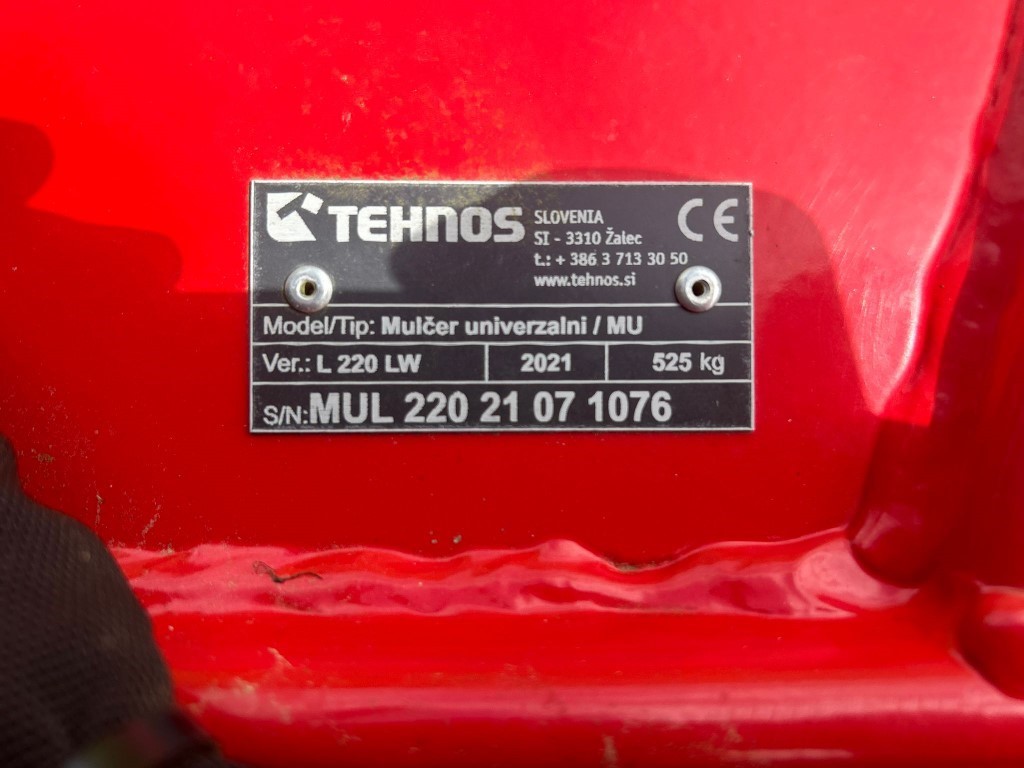 TEHNOS
SLOVENIA
SI - 3310 Žalec
t.: + 386 3 713 30 50
www.tehnos.si
CE
Model/Tip: Mulčer univerzalni / MU
Ver.: L 220 LW 2021 525 kg
S/N: MUL 220 21 07 1076